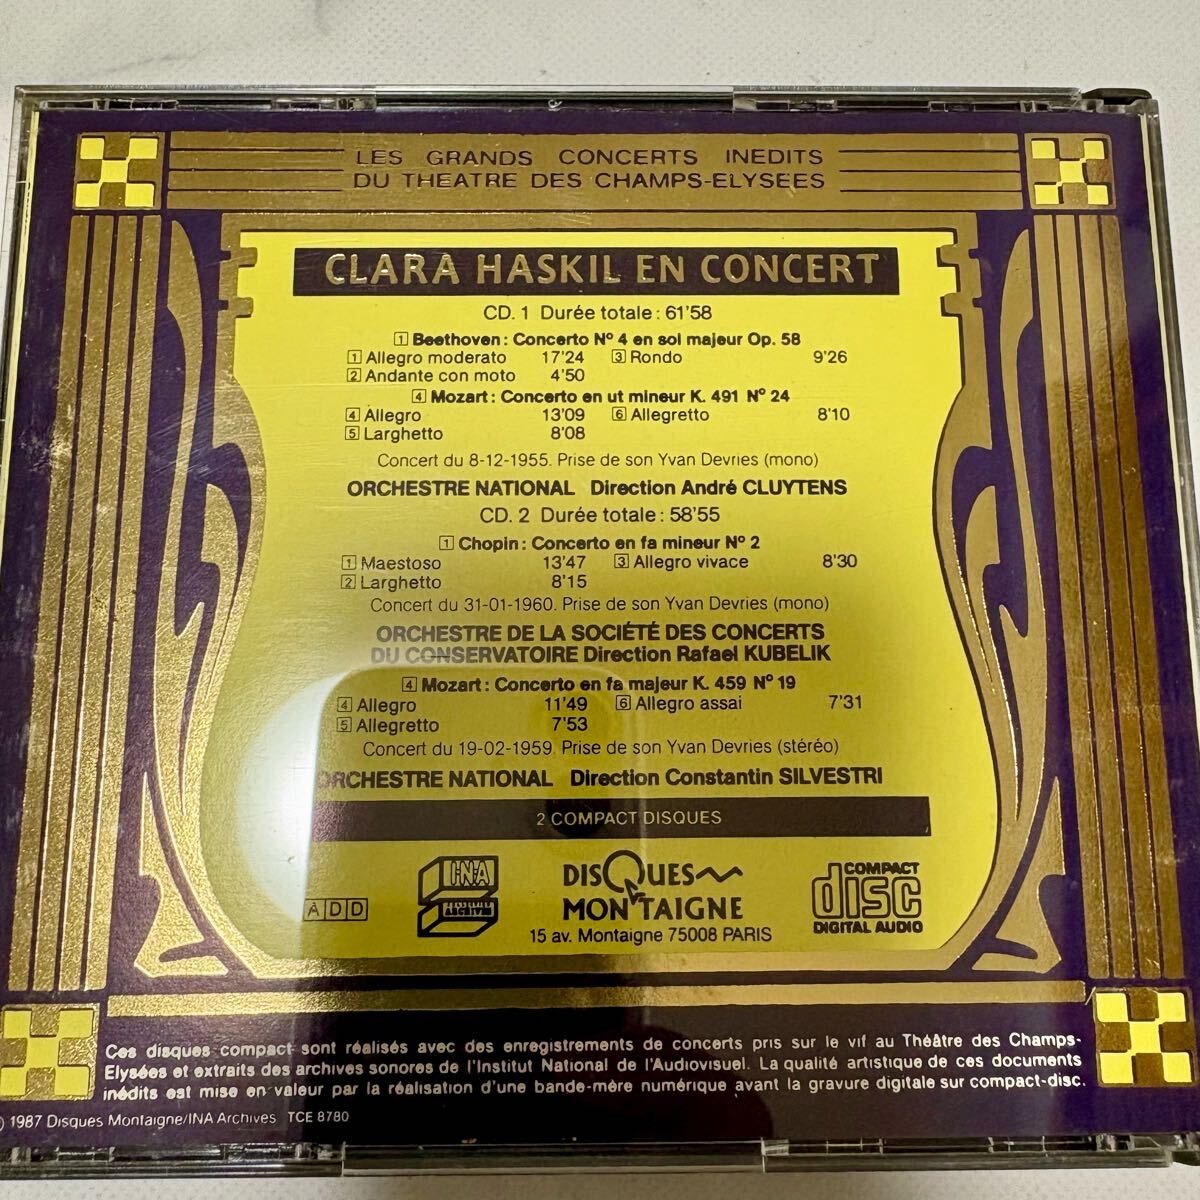 LES GRANDS CONCERTS INEDITS
DU THEATRE DES CHAMPS-ELYSEES
CLARA HASKIL EN CONCERT
CD. 1 Durée totale : 61'58
1 Beethoven : Concerto Nº 4 en sol majeur Op. 58
1 Allegro moderato 17'24 3 Rondo 9'26
2 Andante con moto 4'50
4 Mozart : Concerto en ut mineur K. 491 Nº 24
4 Allegro 13'09 6 Allegretto 8'10
5 Larghetto 8'08
Concert du 8-12-1955. Prise de son Yvan Devries (mono)
ORCHESTRE NATIONAL Direction André CLUYTENS
CD. 2 Durée totale : 58'55
1 Chopin : Concerto en fa mineur Nº 2
1 Maestoso 13'47 3 Allegro vivace 8'30
2 Larghetto 8'15
Concert du 31-01-1960. Prise de son Yvan Devries (mono)
ORCHESTRE DE LA SOCIÉTÉ DES CONCERTS
DU CONSERVATOIRE Direction Rafael KUBELIK
4 Mozart : Concerto en fa majeur K. 459 Nº 19
4 Allegro 11'49 6 Allegro assai 7'31
5 Allegretto 7'53
Concert du 19-02-1959. Prise de son Yvan Devries (stéréo)
ORCHESTRE NATIONAL Direction Constantin SILVESTRI
2 COMPACT DISQUES
ADD
INA
ARCHIVES
DISQUES
MONTAIGNE
15 av. Montaigne 75008 PARIS
COMPACT
disc
DIGITAL AUDIO
Ces disques compact sont réalisés avec des enregistrements de concerts pris sur le vif au Théâtre des Champs-
Elysées et extraits des archives sonores de l'Institut National de l'Audiovisuel. La qualité artistique de ces documents
inédits est mise en valeur par la réalisation d'une bande-mère numérique avant la gravure digitale sur compact-disc.
1987 Disques Montaigne/INA Archives TCE 8780